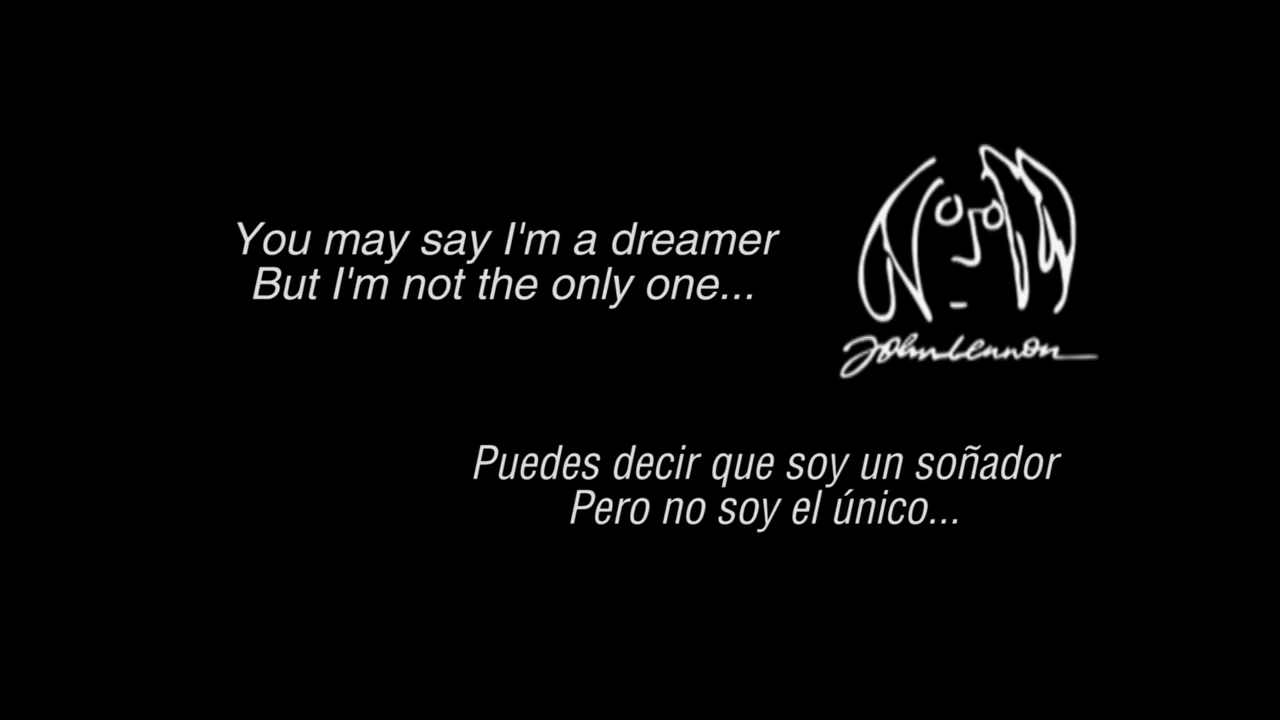 You may say I'm a dreamer
But I'm not the only one...
John Lennon
Puedes decir que soy un soñador
Pero no soy el único...